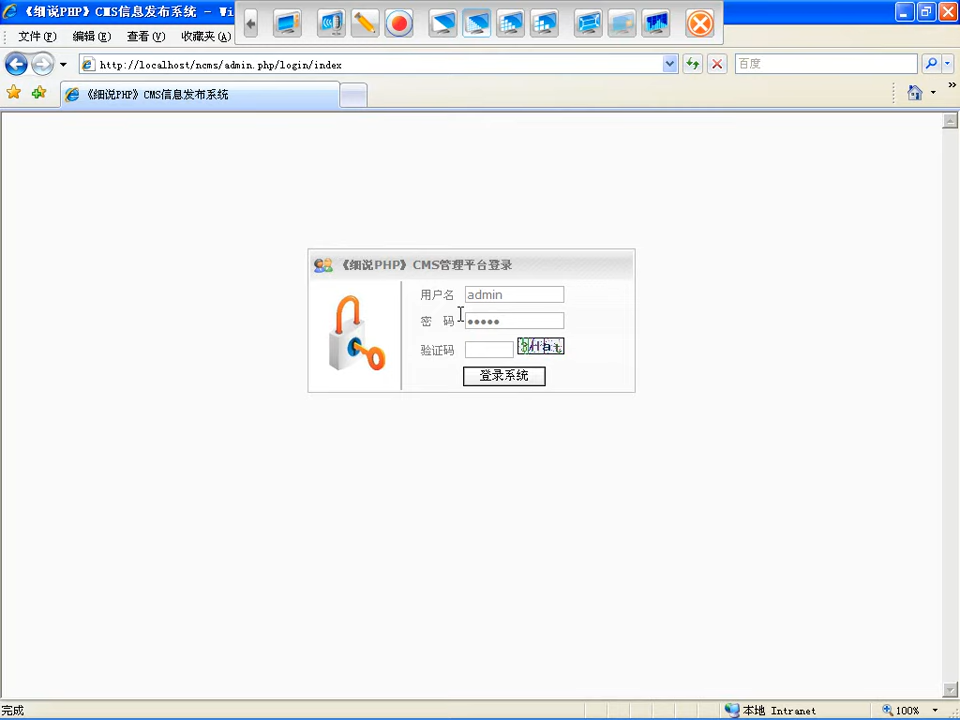 《细说PHP》CMS信息发布系统 - Wi
文件(F) 编辑(E) 查看(V) 收藏夹(A)
http://localhost/ncms/admin.php/login/index
百度
《细说PHP》CMS信息发布系统
《细说PHP》CMS管理平台登录
用户名 admin
密 码 •••••
验证码
登录系统
完成
本地 Intranet
100%